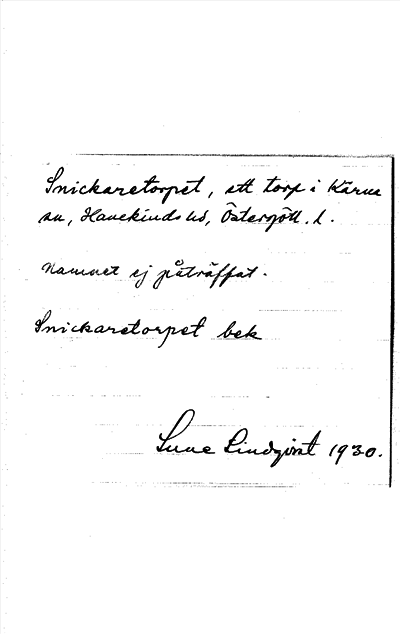 Snickaretorpet, ett torp i Kärna
sn, Hanekinds hd, Östergötl. l.
Namnet ej påträffat.
Snickaretorpet bek
Sune Lindqvist 1930.